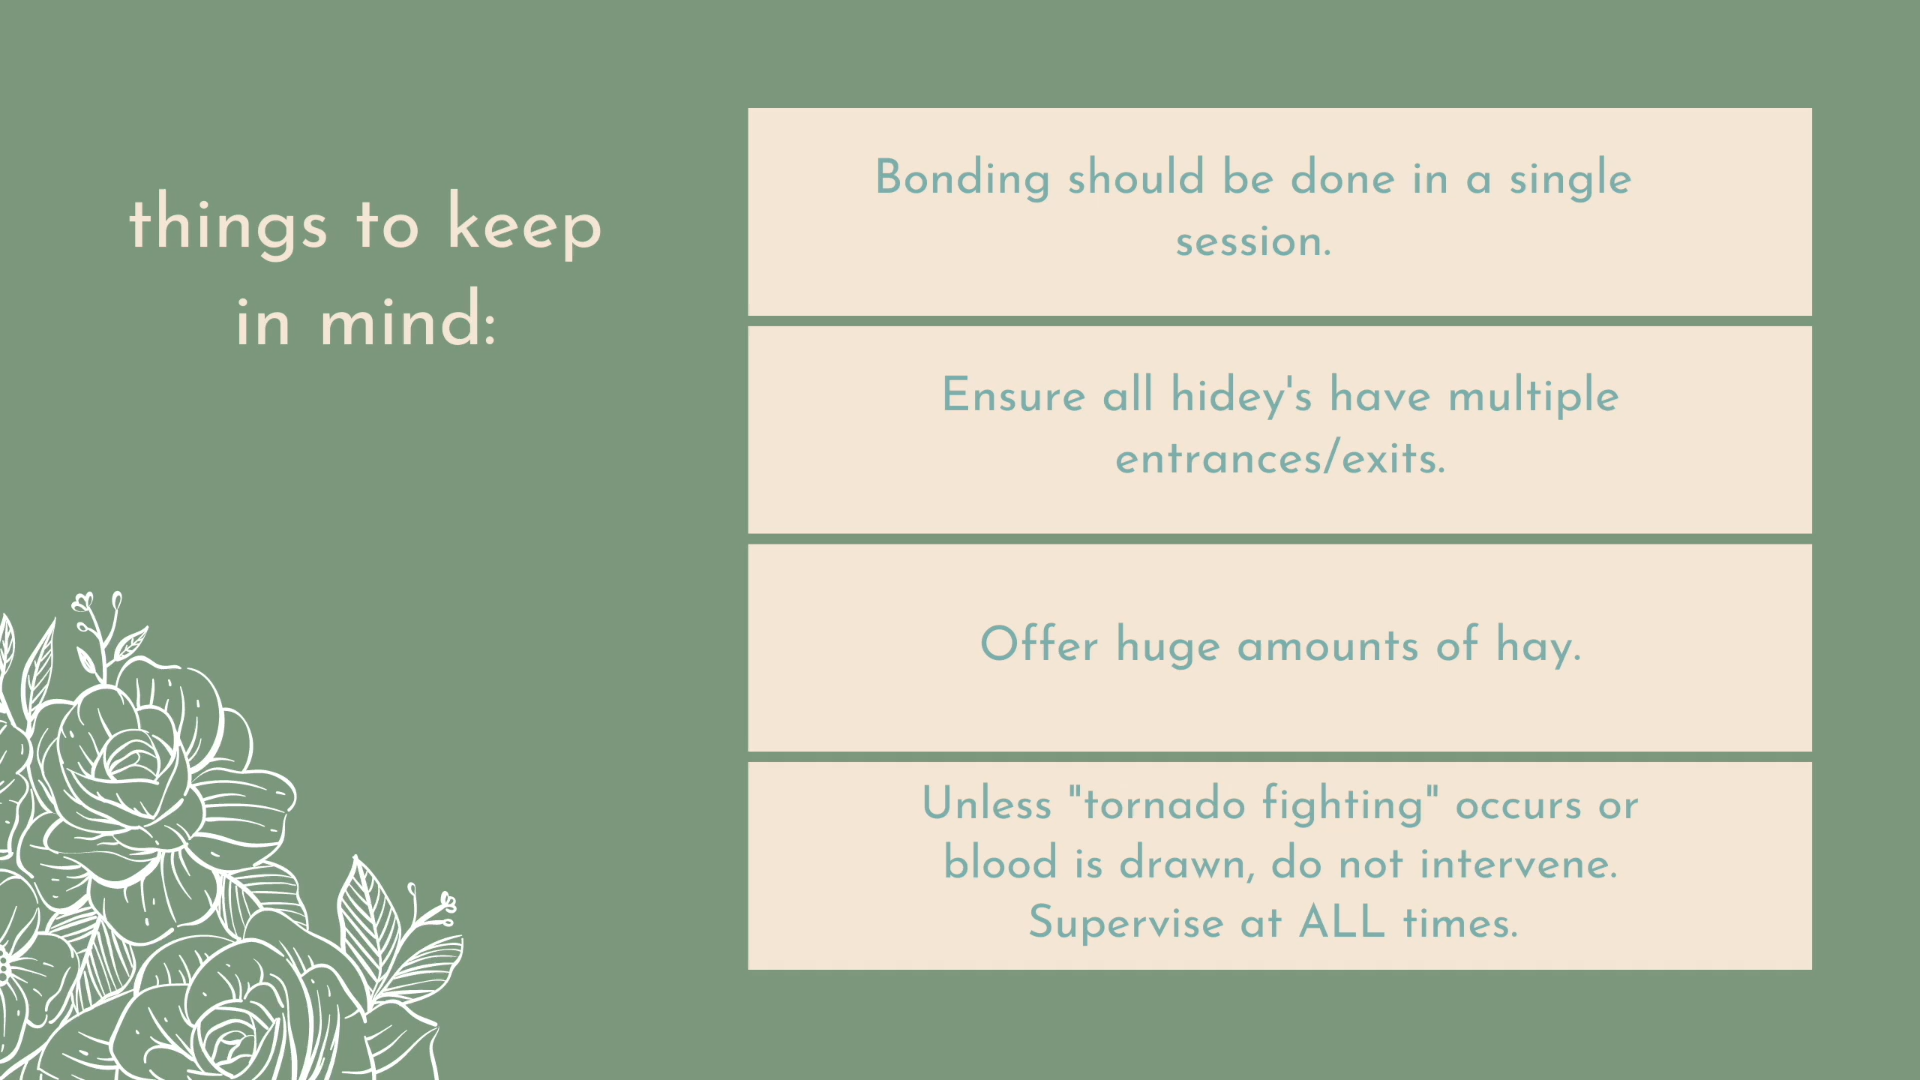 things to keep
in mind:
Bonding should be done in a single
session.
Ensure all hidey's have multiple
entrances/exits.
Offer huge amounts of hay.
Unless "tornado fighting" occurs or
blood is drawn, do not intervene.
Supervise at ALL times.